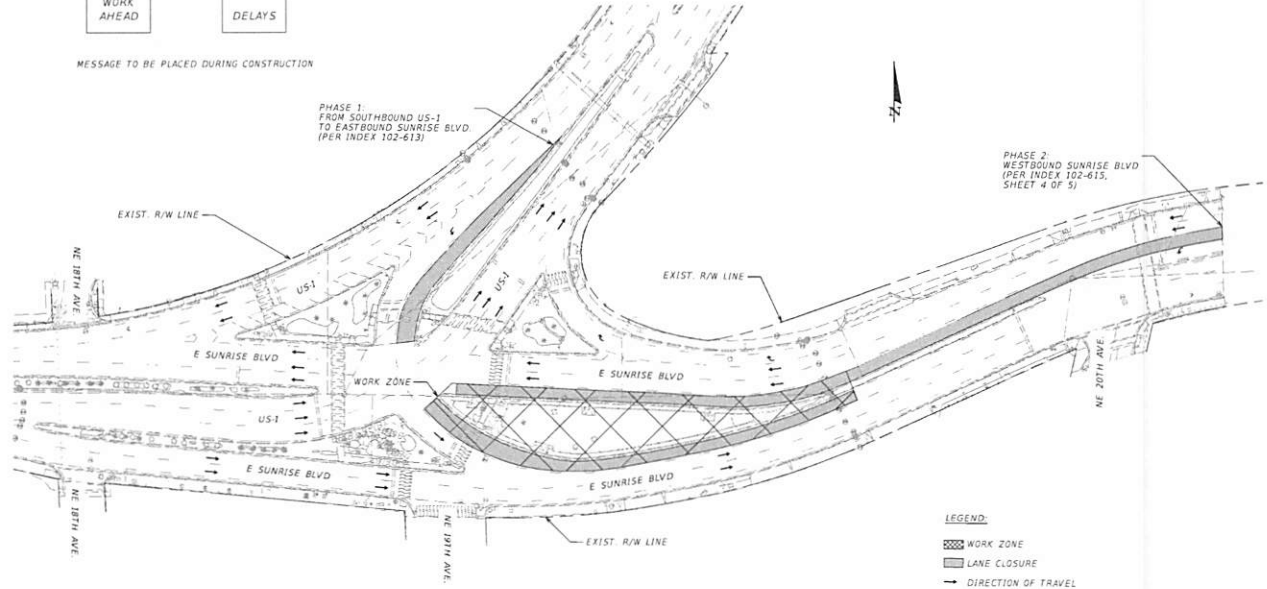 WORK
AHEAD
DELAYS
MESSAGE TO BE PLACED DURING CONSTRUCTION
PHASE 1:
FROM SOUTHBOUND US-1
TO EASTBOUND SUNRISE BLVD.
(PER INDEX 102-613)
N
PHASE 2:
WESTBOUND SUNRISE BLVD
(PER INDEX 102-615,
SHEET 4 OF 5)
EXIST. R/W LINE
NE 18TH AVE.
US-1
US-1
EXIST. R/W LINE
E SUNRISE BLVD
E SUNRISE BLVD
WORK ZONE
NE 20TH AVE.
US-1
E SUNRISE BLVD
E SUNRISE BLVD
NE 18TH AVE.
NE 19TH AVE.
EXIST. R/W LINE
LEGEND:
WORK ZONE
LANE CLOSURE
DIRECTION OF TRAVEL